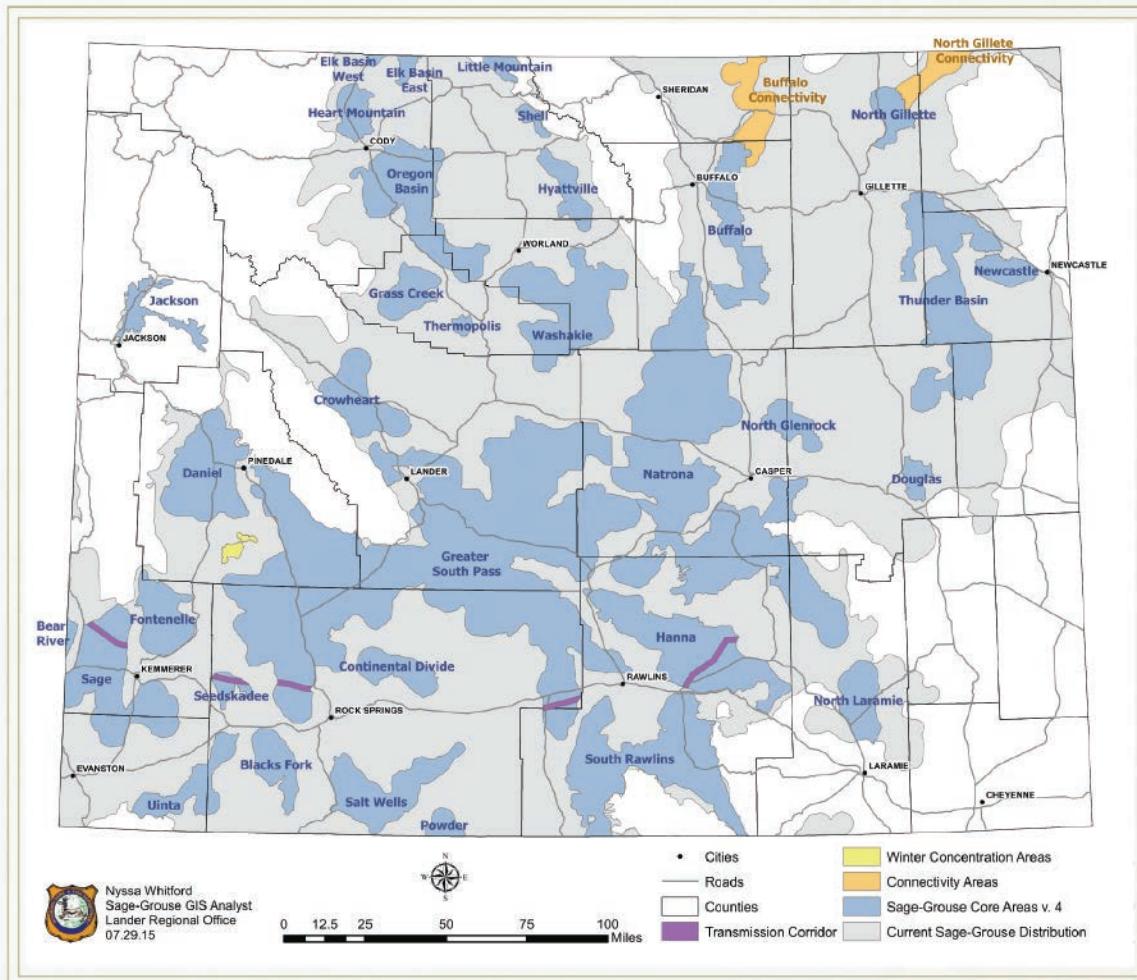 North Gillete
Connectivity
Elk Basin
West
Elk Basin
East
Little Mountain
Buffalo
Connectivity
SHERIDAN
Heart Mountain
Shell
North Gillette
CODY
Oregon
Basin
Hyattville
BUFFALO
GILLETTE
Buffalo
WORLAND
Newcastle
NEWCASTLE
Grass Creek
Thunder Basin
Jackson
Thermopolis
Washakie
JACKSON
Crowheart
North Glenrock
Daniel
PINEDALE
LANDER
Natrona
CASPER
Douglas
Greater
South Pass
Bear
River
Fontenelle
Hanna
Continental Divide
KEMMERER
Sage
Seedskadee
RAWLINS
North Laramie
ROCK SPRINGS
EVANSTON
Blacks Fork
South Rawlins
LARAMIE
Uinta
Salt Wells
CHEYENNE
Powder
Nyssa Whitford
Sage-Grouse GIS Analyst
Lander Regional Office
07.29.15
N
W E
S
0 12.5 25 50 75 100
Miles
Cities
Roads
Counties
Transmission Corridor
Winter Concentration Areas
Connectivity Areas
Sage-Grouse Core Areas v. 4
Current Sage-Grouse Distribution